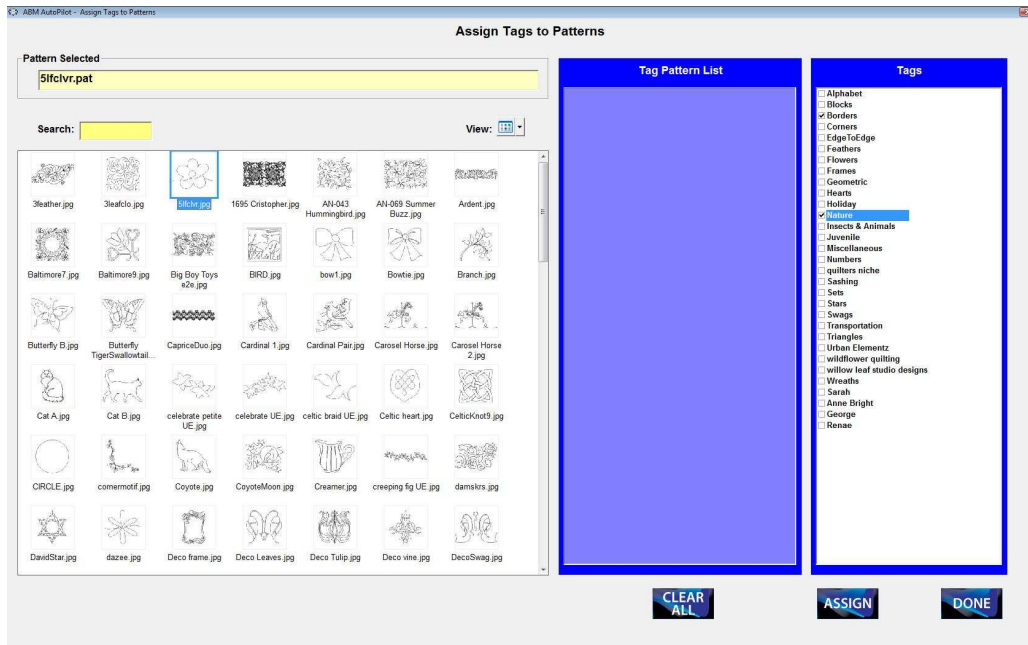 ABM AutoPilot - Assign Tags to Patterns
Assign Tags to Patterns
Pattern Selected
5lfclvr.pat
Search:
View:
3feather.jpg
3leafclo.jpg
5lfclvr.jpg
1695 Cristopher.jpg
AN-043
Hummingbird.jpg
AN-069 Summer
Buzz.jpg
Ardent.jpg
Baltimore7.jpg
Baltimore9.jpg
Big Boy Toys
e2e.jpg
BIRD.jpg
bow1.jpg
Bowtie.jpg
Branch.jpg
Butterfly B.jpg
Butterfly
TigerSwallowtail...
CapriceDuo.jpg
Cardinal 1.jpg
Cardinal Pair.jpg
Carosel Horse.jpg
Carosel Horse
2.jpg
Cat A.jpg
Cat B.jpg
celebrate petite
UE.jpg
celebrate UE.jpg
celtic braid UE.jpg
Celtic heart.jpg
CelticKnot9.jpg
CIRCLE.jpg
cornermotif.jpg
Coyote.jpg
CoyoteMoon.jpg
Creamer.jpg
creeping fig UE.jpg
damskrs.jpg
DavidStar.jpg
dazee.jpg
Deco frame.jpg
Deco Leaves.jpg
Deco Tulip.jpg
Deco vine.jpg
DecoSwag.jpg
Tag Pattern List
Tags
Alphabet
Blocks
Borders
Corners
EdgeToEdge
Feathers
Flowers
Frames
Geometric
Hearts
Holiday
Nature
Insects & Animals
Juvenile
Miscellaneous
Numbers
quilters niche
Sashing
Sets
Stars
Swags
Transportation
Triangles
Urban Elementz
wildflower quilting
willow leaf studio designs
Wreaths
Sarah
Anne Bright
George
Renae
CLEAR
ALL
ASSIGN
DONE